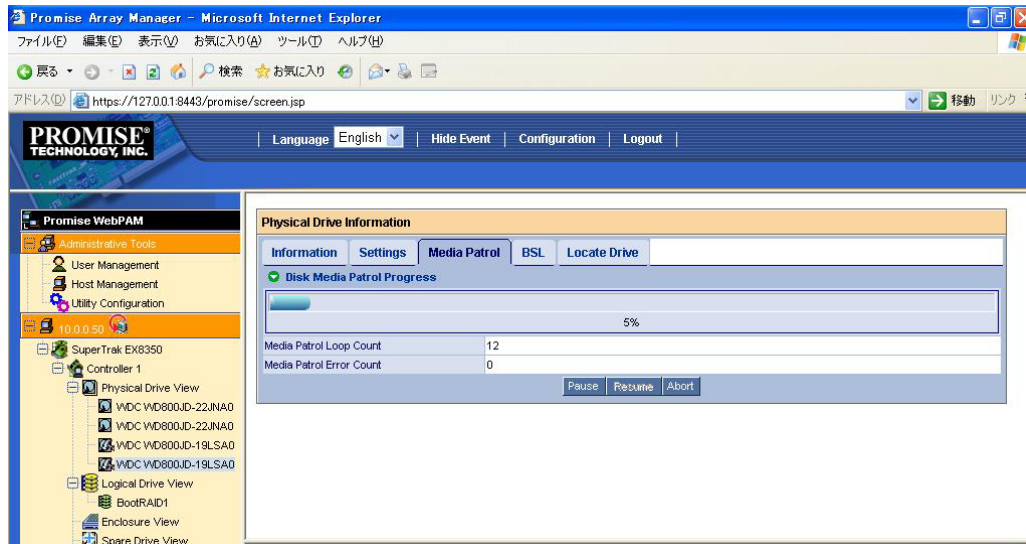 Promise Array Manager - Microsoft Internet Explorer
ファイル(F) 編集(E) 表示(V) お気に入り(A) ツール(T) ヘルプ(H)
戻る 検索 お気に入り
アドレス(D) https://127.0.0.1:8443/promise/screen.jsp 移動 リンク
PROMISE®
TECHNOLOGY, INC.
| Language English | Hide Event | Configuration | Logout |
Promise WebPAM
Administrative Tools
User Management
Host Management
Utility Configuration
10.0.0.50
SuperTrak EX8350
Controller 1
Physical Drive View
WDC WD800JD-22JNA0
WDC WD800JD-22JNA0
WDC WD800JD-19LSA0
WDC WD800JD-19LSA0
Logical Drive View
BootRAID1
Enclosure View
Spare Drive View
Physical Drive Information
Information Settings Media Patrol BSL Locate Drive
Disk Media Patrol Progress
5%
Media Patrol Loop Count 12
Media Patrol Error Count 0
Pause Resume Abort